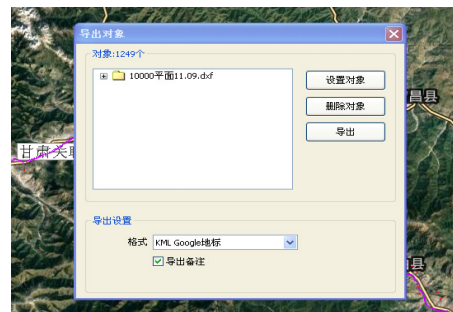 导出对象
对象:1249个
10000平面11.09.dxf
设置对象
删除对象
导出
昌县
甘肃关
导出设置
格式 KML Google地标
导出备注
县